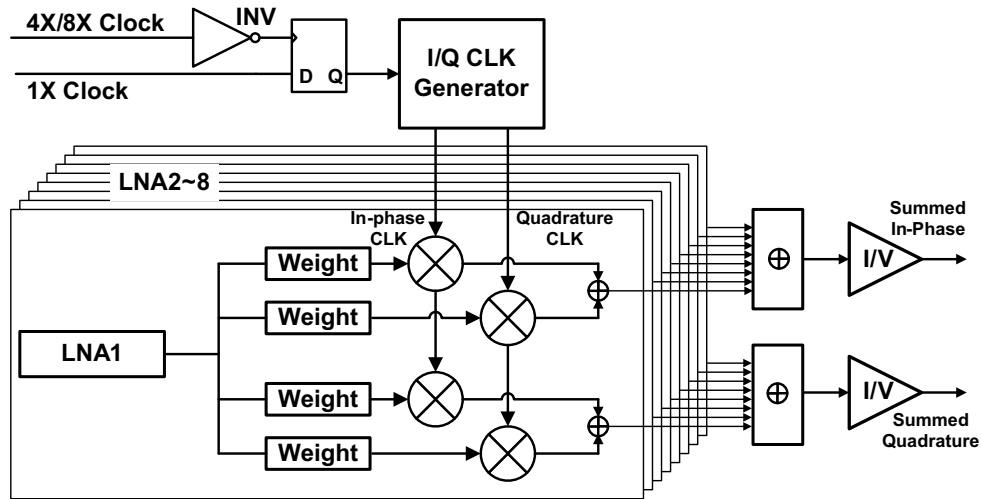 4X/8X Clock
INV
1X Clock
D
Q
I/Q CLK
Generator
LNA2~8
In-phase
CLK
Quadrature
CLK
Weight
Weight
LNA1
Weight
Weight
Summed
In-Phase
I/V
I/V
Summed
Quadrature